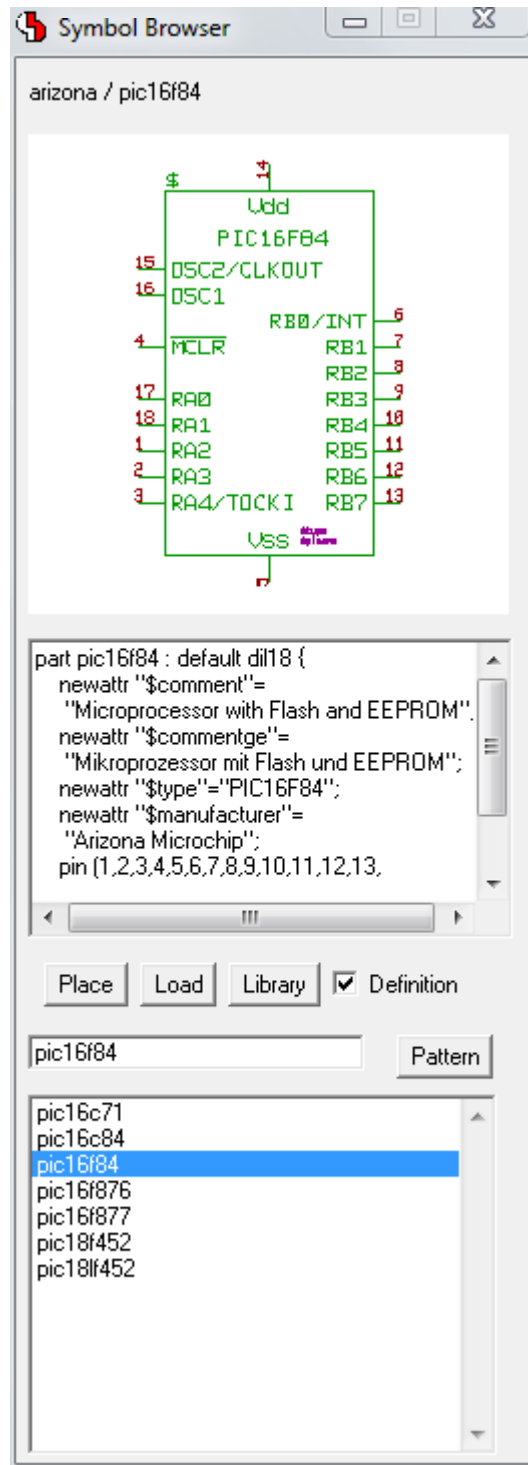 Symbol Browser
arizona / pic16f84
$
14
Vdd
PIC16F84
15 OSC2/CLKOUT
16 OSC1
RB0/INT 6
4 MCLR RB1 7
RB2 8
17 RA0 RB3 9
18 RA1 RB4 10
1 RA2 RB5 11
2 RA3 RB6 12
3 RA4/TOCKI RB7 13
Vss
part pic16f84 : default dil18 {
newattr "$comment"=
"Microprocessor with Flash and EEPROM"
newattr "$commentge"=
"Mikroprozessor mit Flash und EEPROM";
newattr "$type"="PIC16F84";
newattr "$manufacturer"=
"Arizona Microchip";
pin (1,2,3,4,5,6,7,8,9,10,11,12,13,
Place Load Library Definition
pic16f84 Pattern
pic16c71
pic16c84
pic16f84
pic16f876
pic16f877
pic18f452
pic18lf452